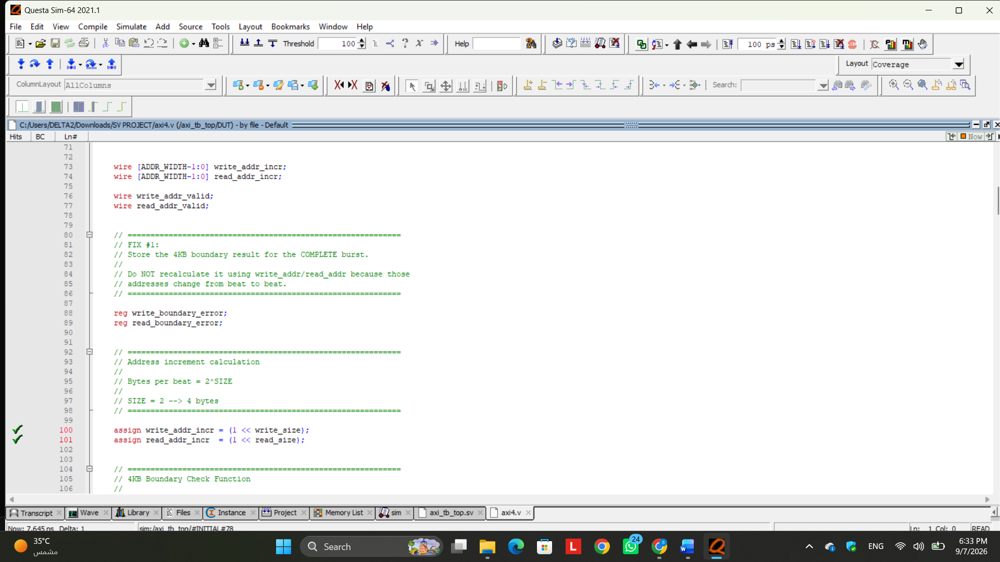 Questa Sim-64 2021.1
File Edit View Compile Simulate Add Source Tools Layout Bookmarks Window Help
Threshold 100 Help 100 ps
Layout Coverage
ColumnLayout AllColumns Search:
C:/Users/DELTA2/Downloads/SV PROJECT/axi4.v (/axi_tb_top/DUT) - by file - Default
Hits BC Ln# Now
71
72
73 wire [ADDR_WIDTH-1:0] write_addr_incr;
74 wire [ADDR_WIDTH-1:0] read_addr_incr;
75
76 wire write_addr_valid;
77 wire read_addr_valid;
78
79
80 // ============================================================
81 // FIX #1:
82 // Store the 4KB boundary result for the COMPLETE burst.
83 //
84 // Do NOT recalculate it using write_addr/read_addr because those
85 // addresses change from beat to beat.
86 // ============================================================
87
88 reg write_boundary_error;
89 reg read_boundary_error;
90
91
92 // ============================================================
93 // Address increment calculation
94 //
95 // Bytes per beat = 2^SIZE
96 //
97 // SIZE = 2 --> 4 bytes
98 // ============================================================
99
100 assign write_addr_incr = (1 << write_size);
101 assign read_addr_incr  = (1 << read_size);
102
103
104 // ============================================================
105 // 4KB Boundary Check Function
106 //
Transcript Wave Library Files Instance Project Memory List sim axi_tb_top.sv axi4.v
Now: 7,645 ns Delta: 1 sim:/axi_tb_top/#INITIAL#78 Ln: 1 Col: 0 READ
35°C
مشمس
Search
L
24
S
W
ENG
6:33 PM
9/7/2026